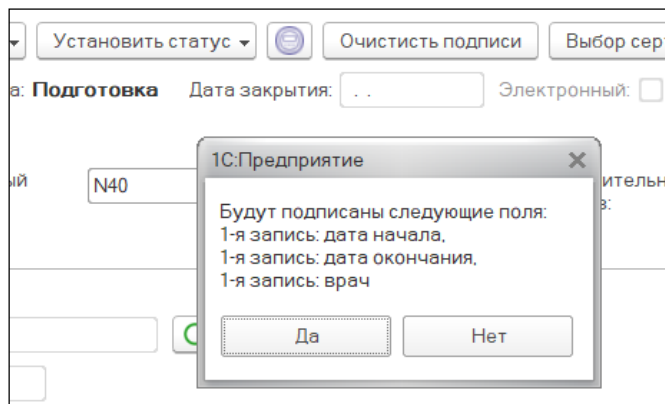 Установить статус
Очистисть подписи
Выбор сер
а: Подготовка
Дата закрытия:
. .
Электронный:
1С:Предприятие
ый
N40
ительн
в:
Будут подписаны следующие поля:
1-я запись: дата начала,
1-я запись: дата окончания,
1-я запись: врач
Да
Нет